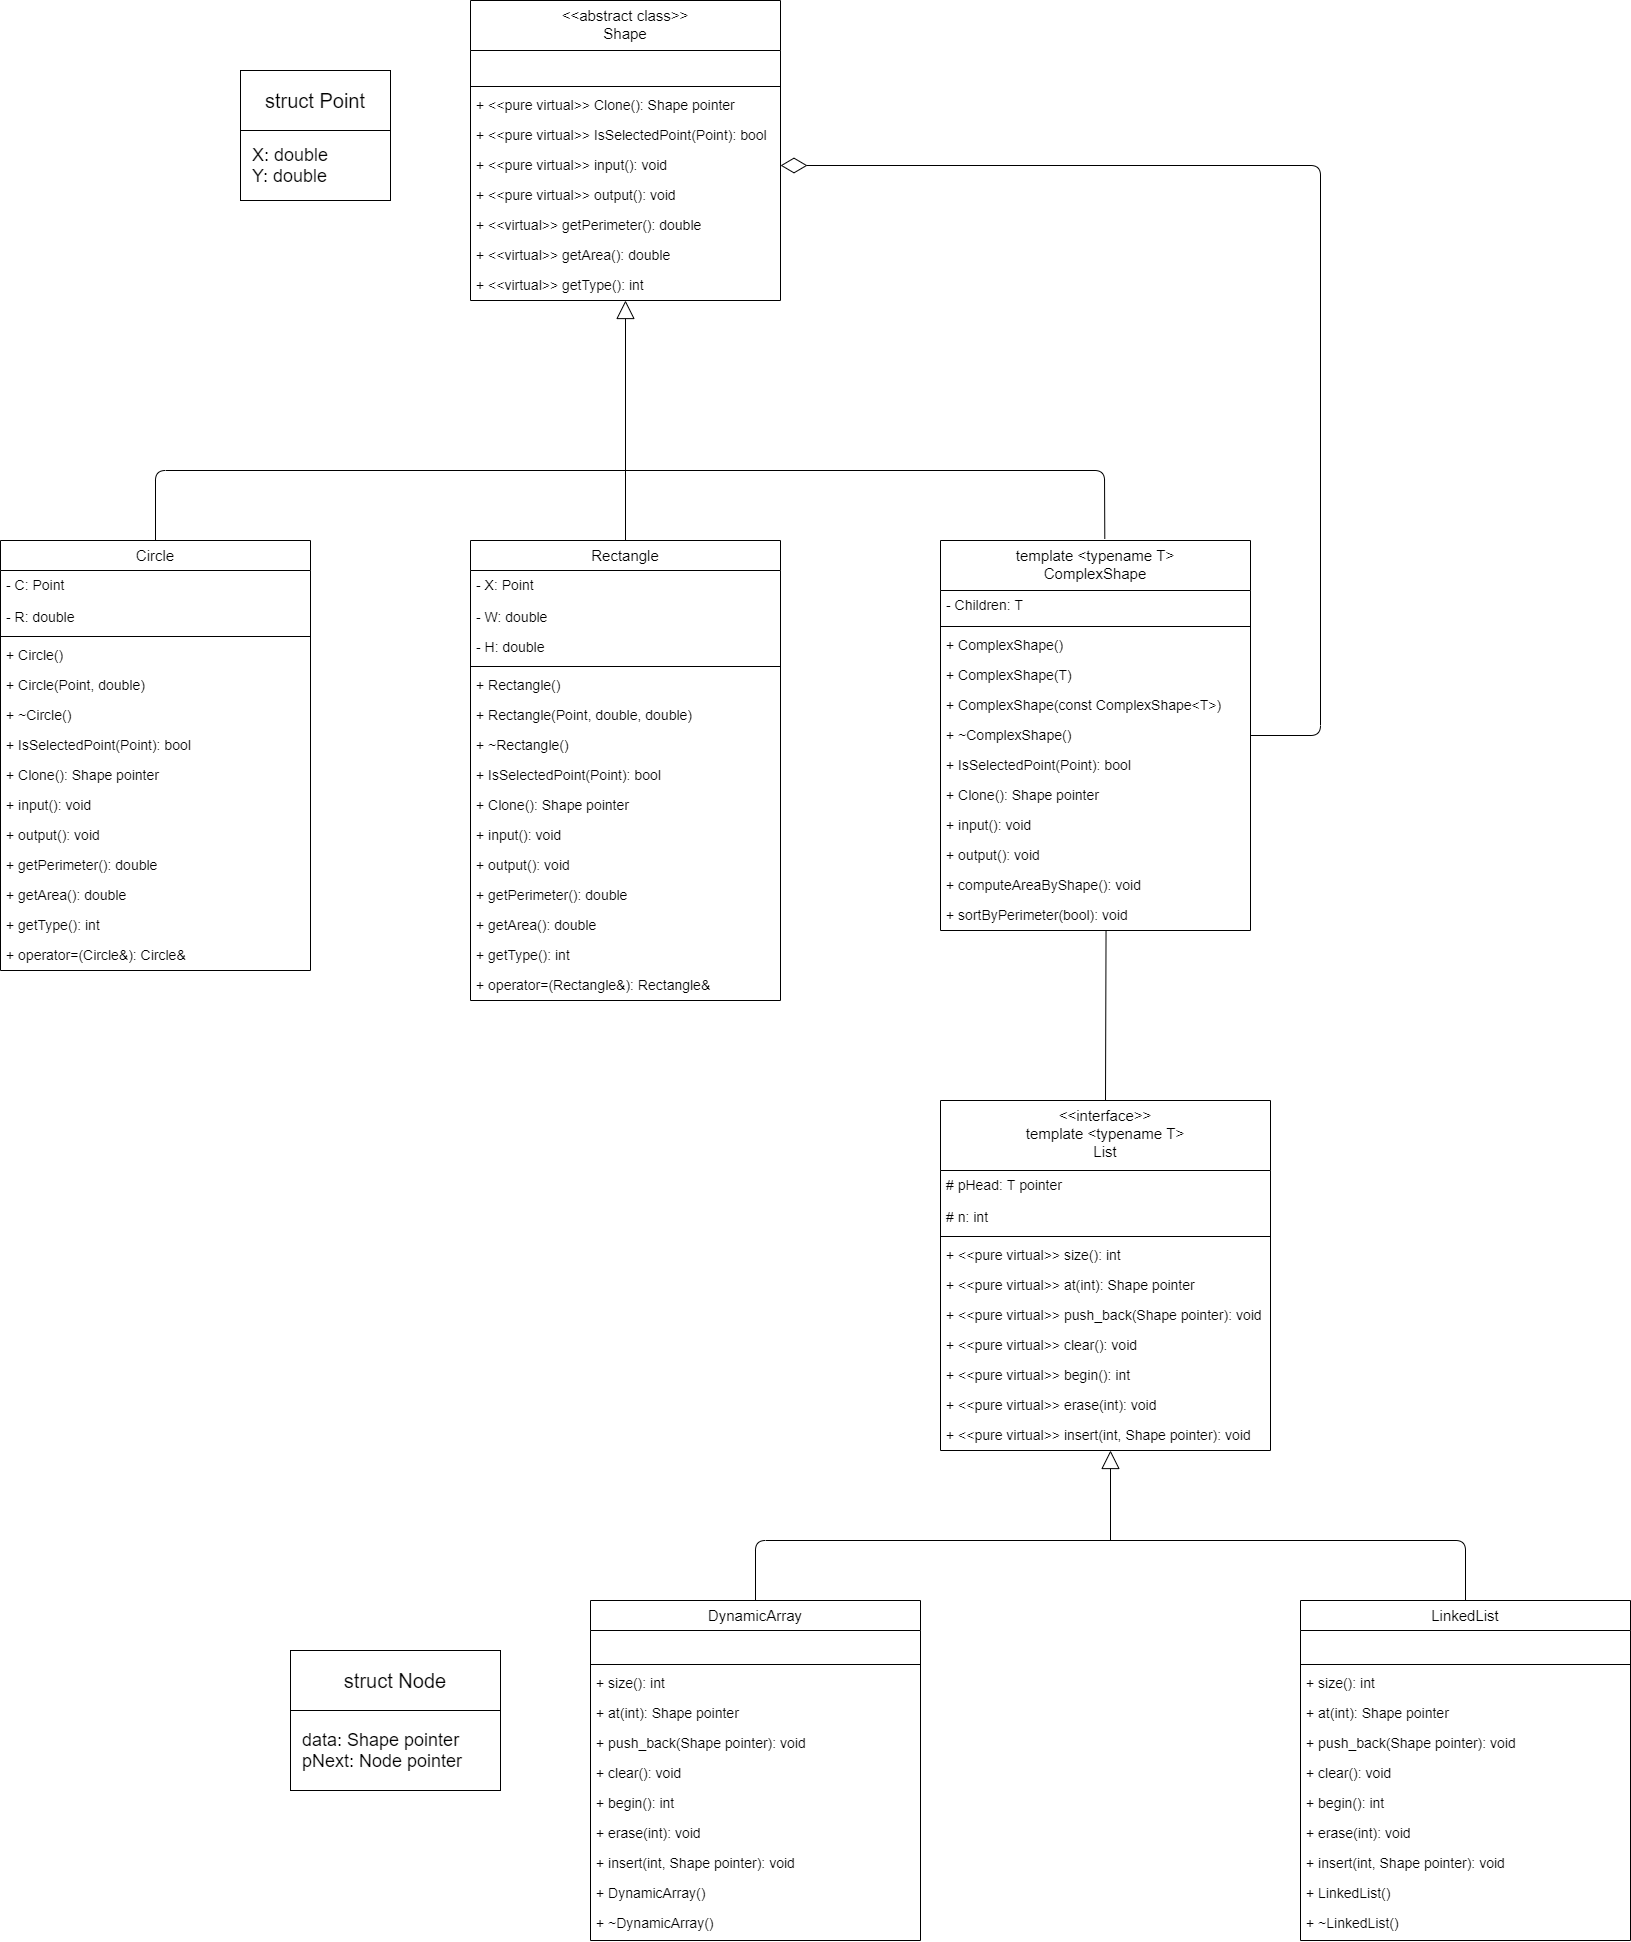 <<abstract class>>
Shape
+ <<pure virtual>> Clone(): Shape pointer
+ <<pure virtual>> IsSelectedPoint(Point): bool
+ <<pure virtual>> input(): void
+ <<pure virtual>> output(): void
+ <<virtual>> getPerimeter(): double
+ <<virtual>> getArea(): double
+ <<virtual>> getType(): int
struct Point
X: double
Y: double
Circle
- C: Point
- R: double
+ Circle()
+ Circle(Point, double)
+ ~Circle()
+ IsSelectedPoint(Point): bool
+ Clone(): Shape pointer
+ input(): void
+ output(): void
+ getPerimeter(): double
+ getArea(): double
+ getType(): int
+ operator=(Circle&): Circle&
Rectangle
- X: Point
- W: double
- H: double
+ Rectangle()
+ Rectangle(Point, double, double)
+ ~Rectangle()
+ IsSelectedPoint(Point): bool
+ Clone(): Shape pointer
+ input(): void
+ output(): void
+ getPerimeter(): double
+ getArea(): double
+ getType(): int
+ operator=(Rectangle&): Rectangle&
template <typename T>
ComplexShape
- Children: T
+ ComplexShape()
+ ComplexShape(T)
+ ComplexShape(const ComplexShape<T>)
+ ~ComplexShape()
+ IsSelectedPoint(Point): bool
+ Clone(): Shape pointer
+ input(): void
+ output(): void
+ computeAreaByShape(): void
+ sortByPerimeter(bool): void
<<interface>>
template <typename T>
List
# pHead: T pointer
# n: int
+ <<pure virtual>> size(): int
+ <<pure virtual>> at(int): Shape pointer
+ <<pure virtual>> push_back(Shape pointer): void
+ <<pure virtual>> clear(): void
+ <<pure virtual>> begin(): int
+ <<pure virtual>> erase(int): void
+ <<pure virtual>> insert(int, Shape pointer): void
struct Node
data: Shape pointer
pNext: Node pointer
DynamicArray
+ size(): int
+ at(int): Shape pointer
+ push_back(Shape pointer): void
+ clear(): void
+ begin(): int
+ erase(int): void
+ insert(int, Shape pointer): void
+ DynamicArray()
+ ~DynamicArray()
LinkedList
+ size(): int
+ at(int): Shape pointer
+ push_back(Shape pointer): void
+ clear(): void
+ begin(): int
+ erase(int): void
+ insert(int, Shape pointer): void
+ LinkedList()
+ ~LinkedList()